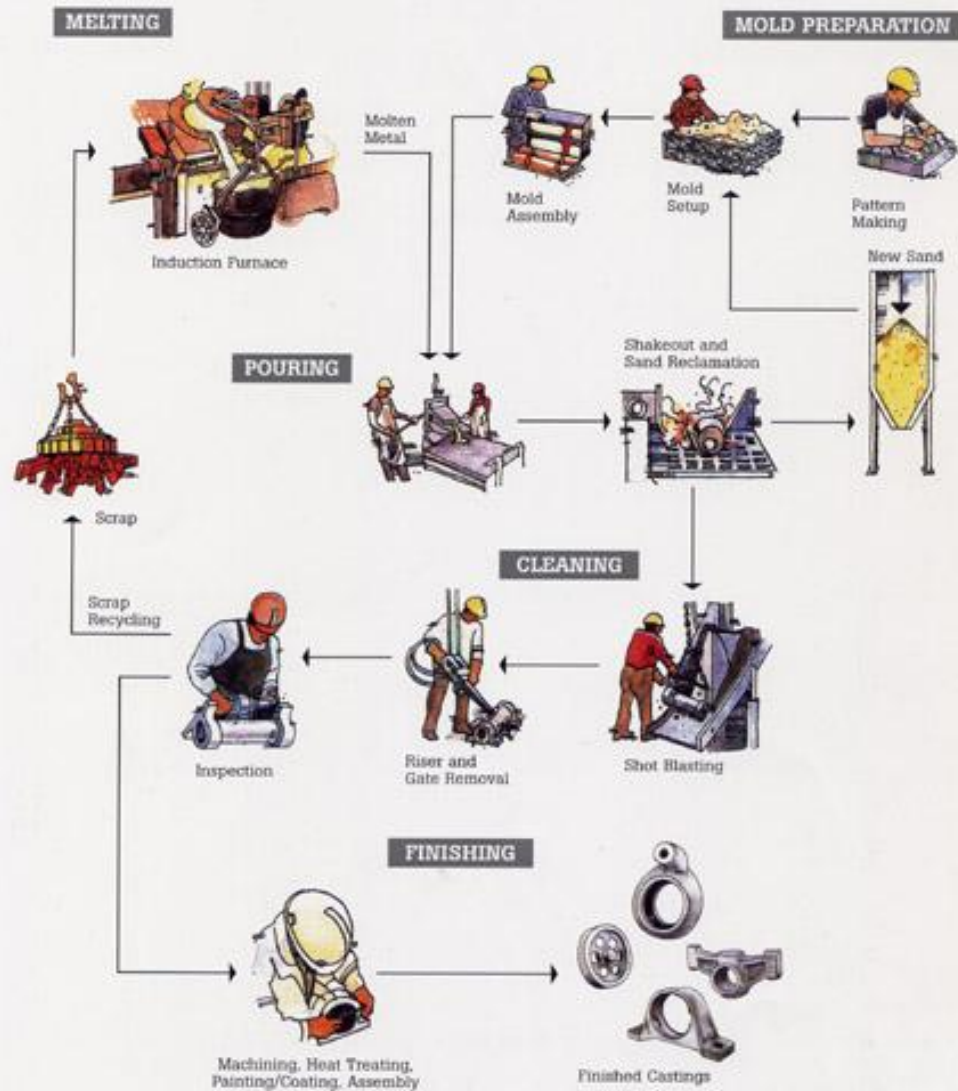 MELTING
MOLD PREPARATION
Molten
Metal
Mold
Assembly
Mold
Setup
Pattern
Making
Induction Furnace
New Sand
POURING
Shakeout and
Sand Reclamation
Scrap
CLEANING
Scrap
Recycling
Inspection
Riser and
Gate Removal
Shot Blasting
FINISHING
Machining, Heat Treating,
Painting/Coating, Assembly
Finished Castings